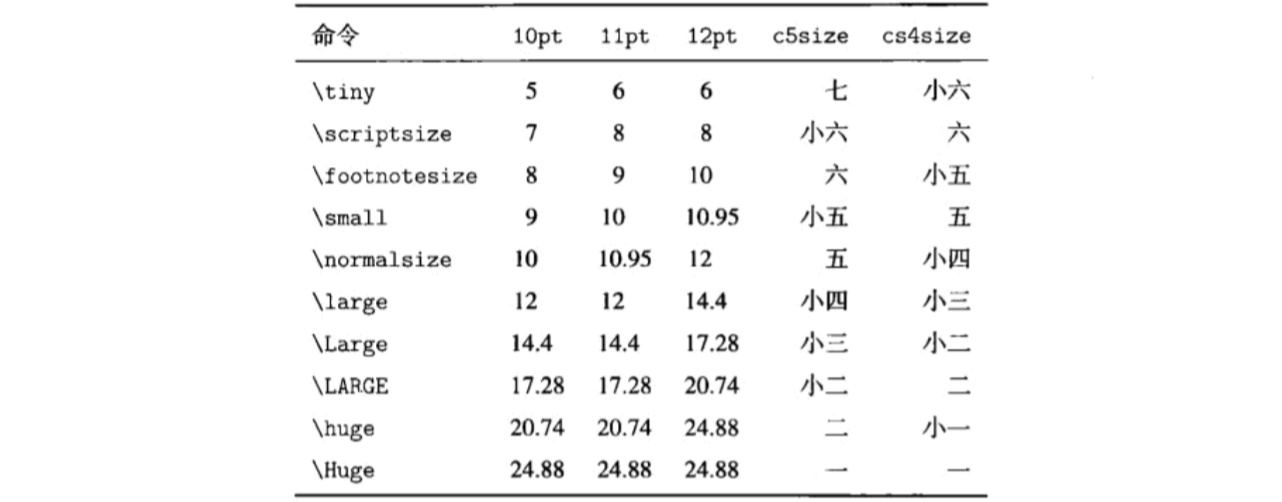 命令 10pt 11pt 12pt c5size cs4size
\tiny 5 6 6 七 小六
\scriptsize 7 8 8 小六 六
\footnotesize 8 9 10 六 小五
\small 9 10 10.95 小五 五
\normalsize 10 10.95 12 五 小四
\large 12 12 14.4 小四 小三
\Large 14.4 14.4 17.28 小三 小二
\LARGE 17.28 17.28 20.74 小二 二
\huge 20.74 20.74 24.88 二 小一
\Huge 24.88 24.88 24.88 一 一